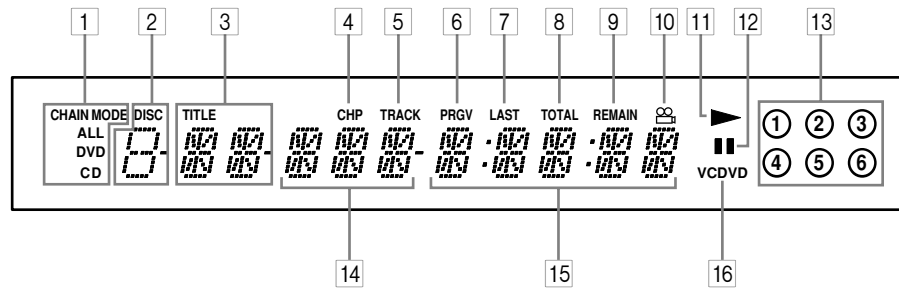 1 2 3 4 5 6 7 8 9 10 11 12 13
CHAIN MODE DISC TITLE CHP TRACK PRGV LAST TOTAL REMAIN
ALL
DVD
CD
1 2 3
4 5 6
VCDVD
14 15 16